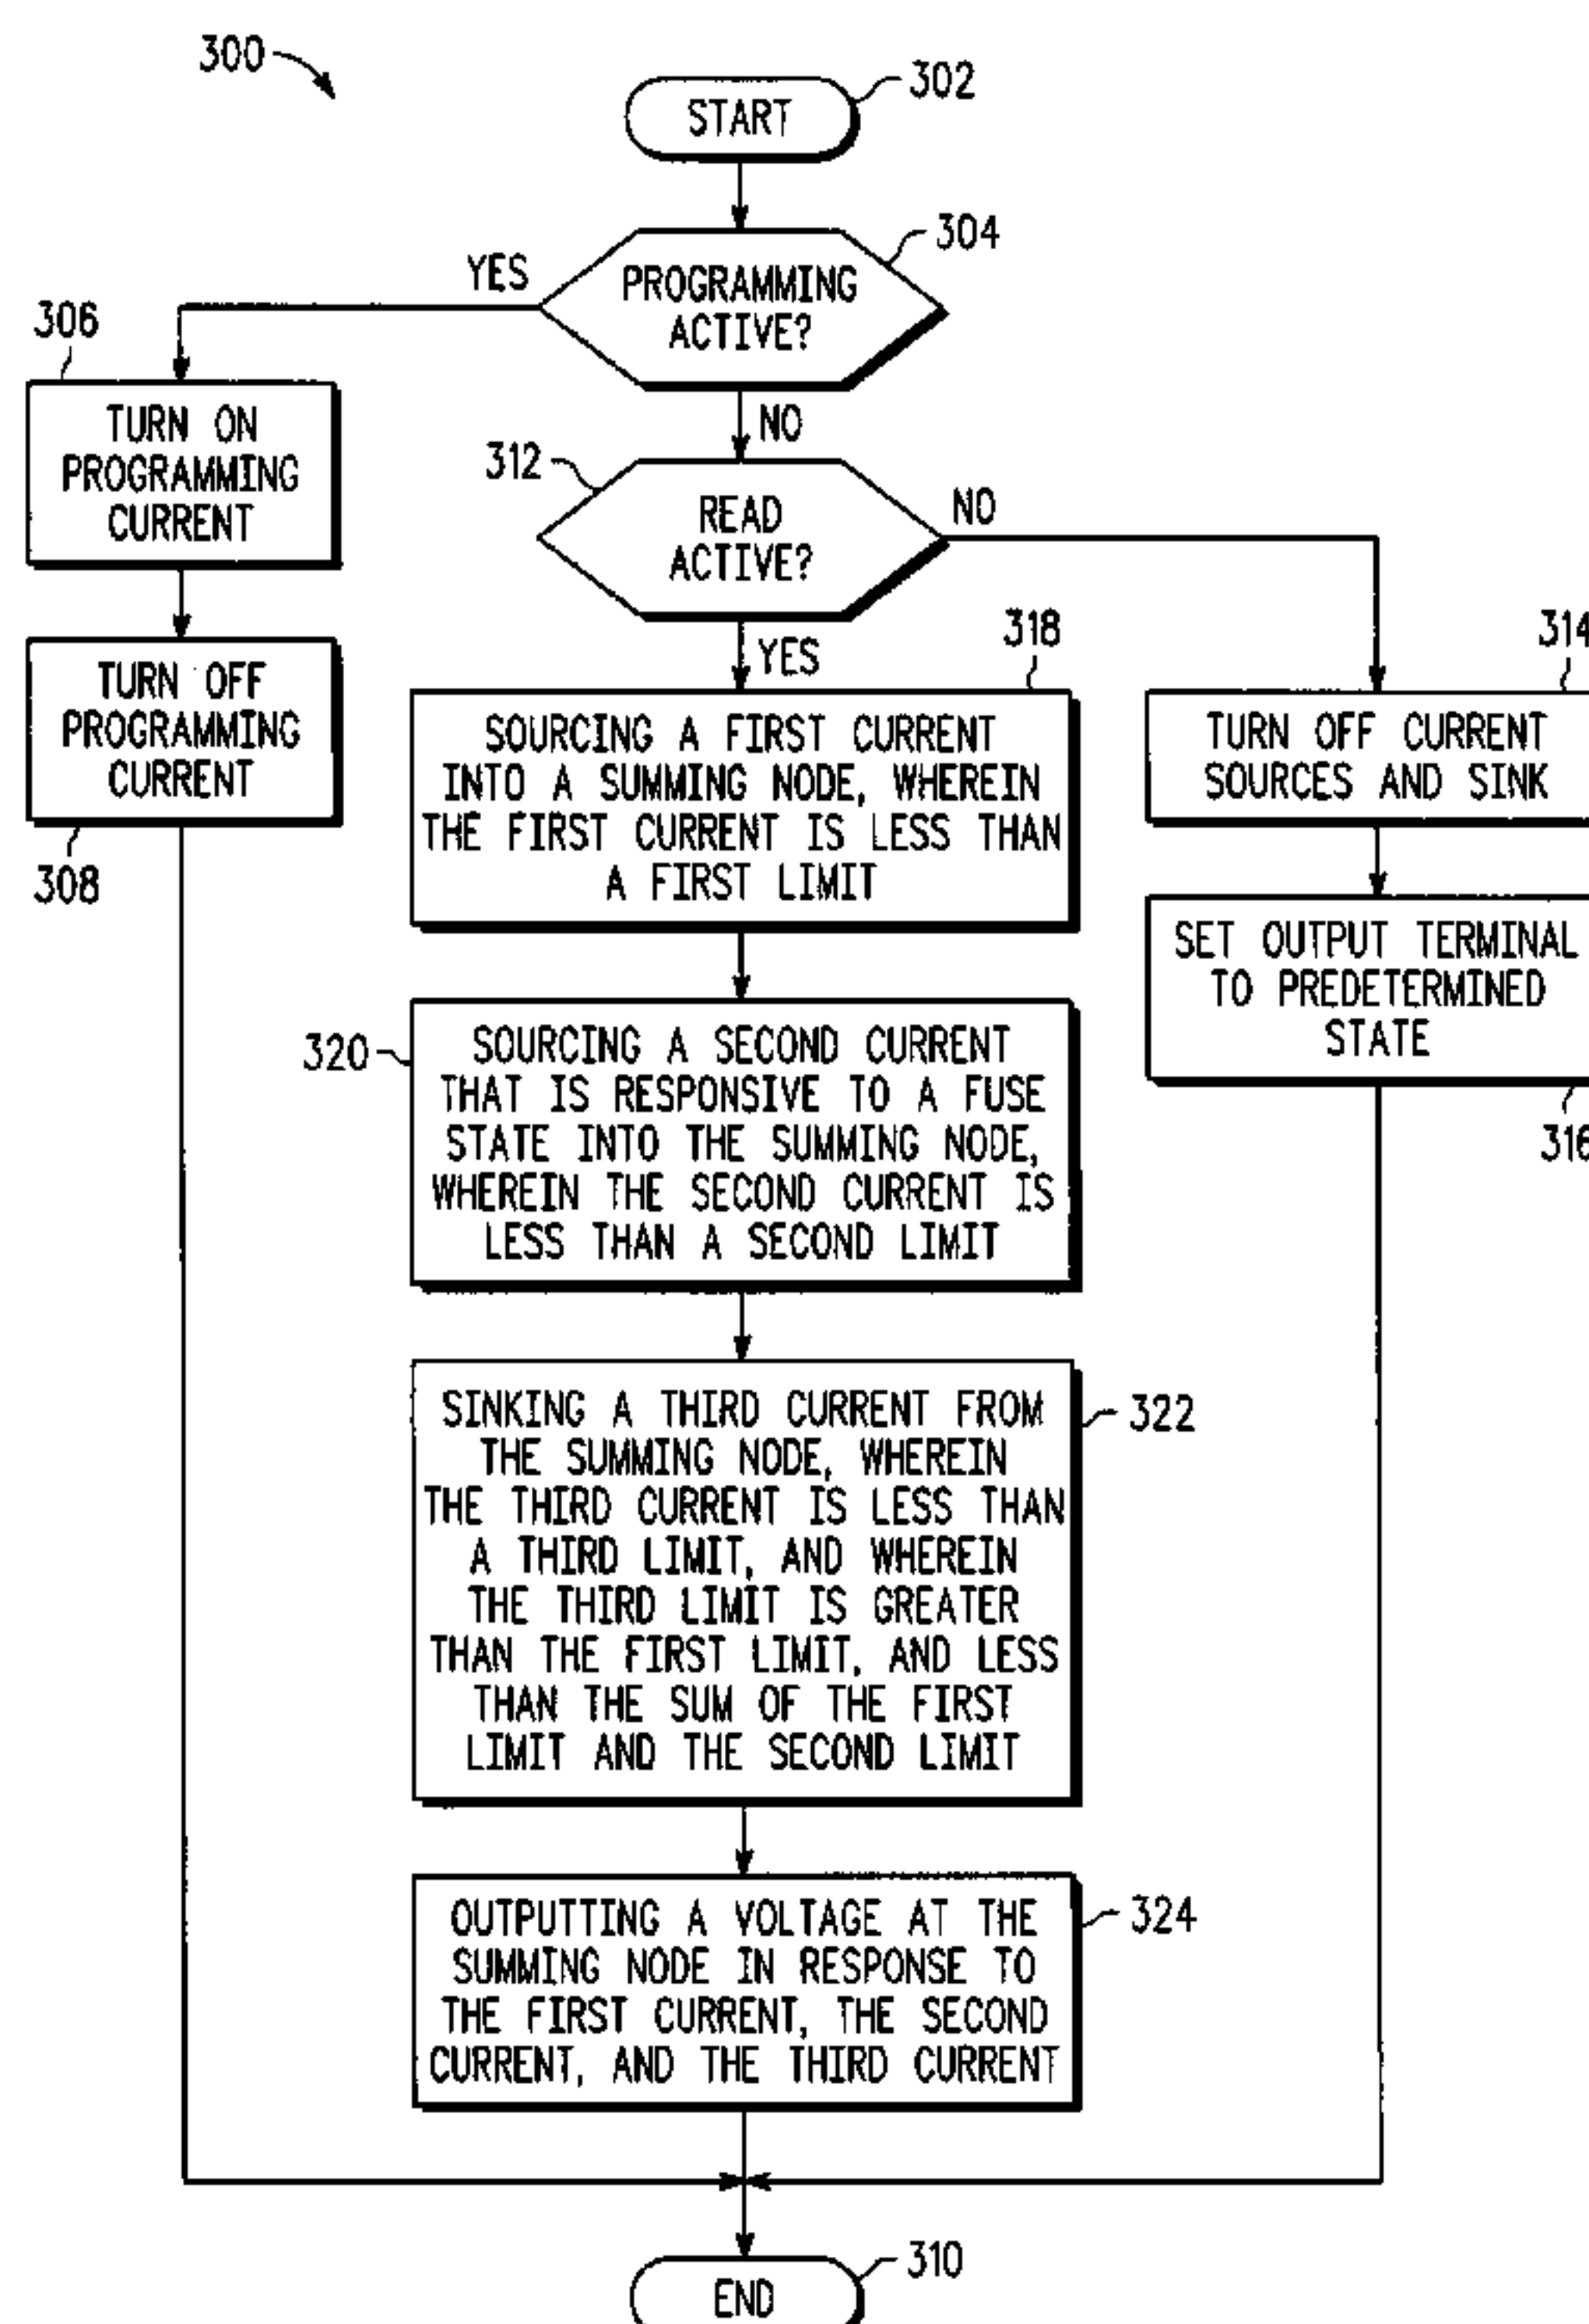 300
START
302
PROGRAMMING
ACTIVE?
304
YES
NO
306
TURN ON
PROGRAMMING
CURRENT
TURN OFF
PROGRAMMING
CURRENT
308
312
READ
ACTIVE?
NO
YES
318
SOURCING A FIRST CURRENT
INTO A SUMMING NODE, WHEREIN
THE FIRST CURRENT IS LESS THAN
A FIRST LIMIT
314
TURN OFF CURRENT
SOURCES AND SINK
SET OUTPUT TERMINAL
TO PREDETERMINED
STATE
316
320
SOURCING A SECOND CURRENT
THAT IS RESPONSIVE TO A FUSE
STATE INTO THE SUMMING NODE,
WHEREIN THE SECOND CURRENT IS
LESS THAN A SECOND LIMIT
SINKING A THIRD CURRENT FROM
THE SUMMING NODE, WHEREIN
THE THIRD CURRENT IS LESS THAN
A THIRD LIMIT, AND WHEREIN
THE THIRD LIMIT IS GREATER
THAN THE FIRST LIMIT, AND LESS
THAN THE SUM OF THE FIRST
LIMIT AND THE SECOND LIMIT
322
OUTPUTTING A VOLTAGE AT THE
SUMMING NODE IN RESPONSE TO
THE FIRST CURRENT, THE SECOND
CURRENT, AND THE THIRD CURRENT
324
END
310